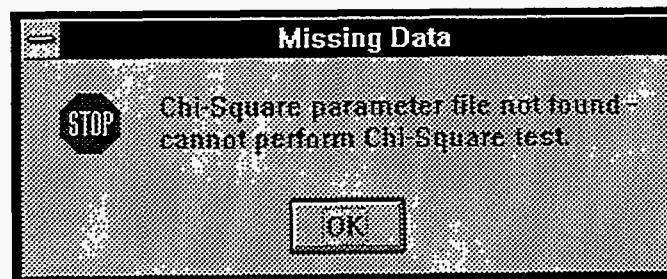 Missing Data
STOP
Chi-Square parameter file not found -
cannot perform Chi-Square test.
OK